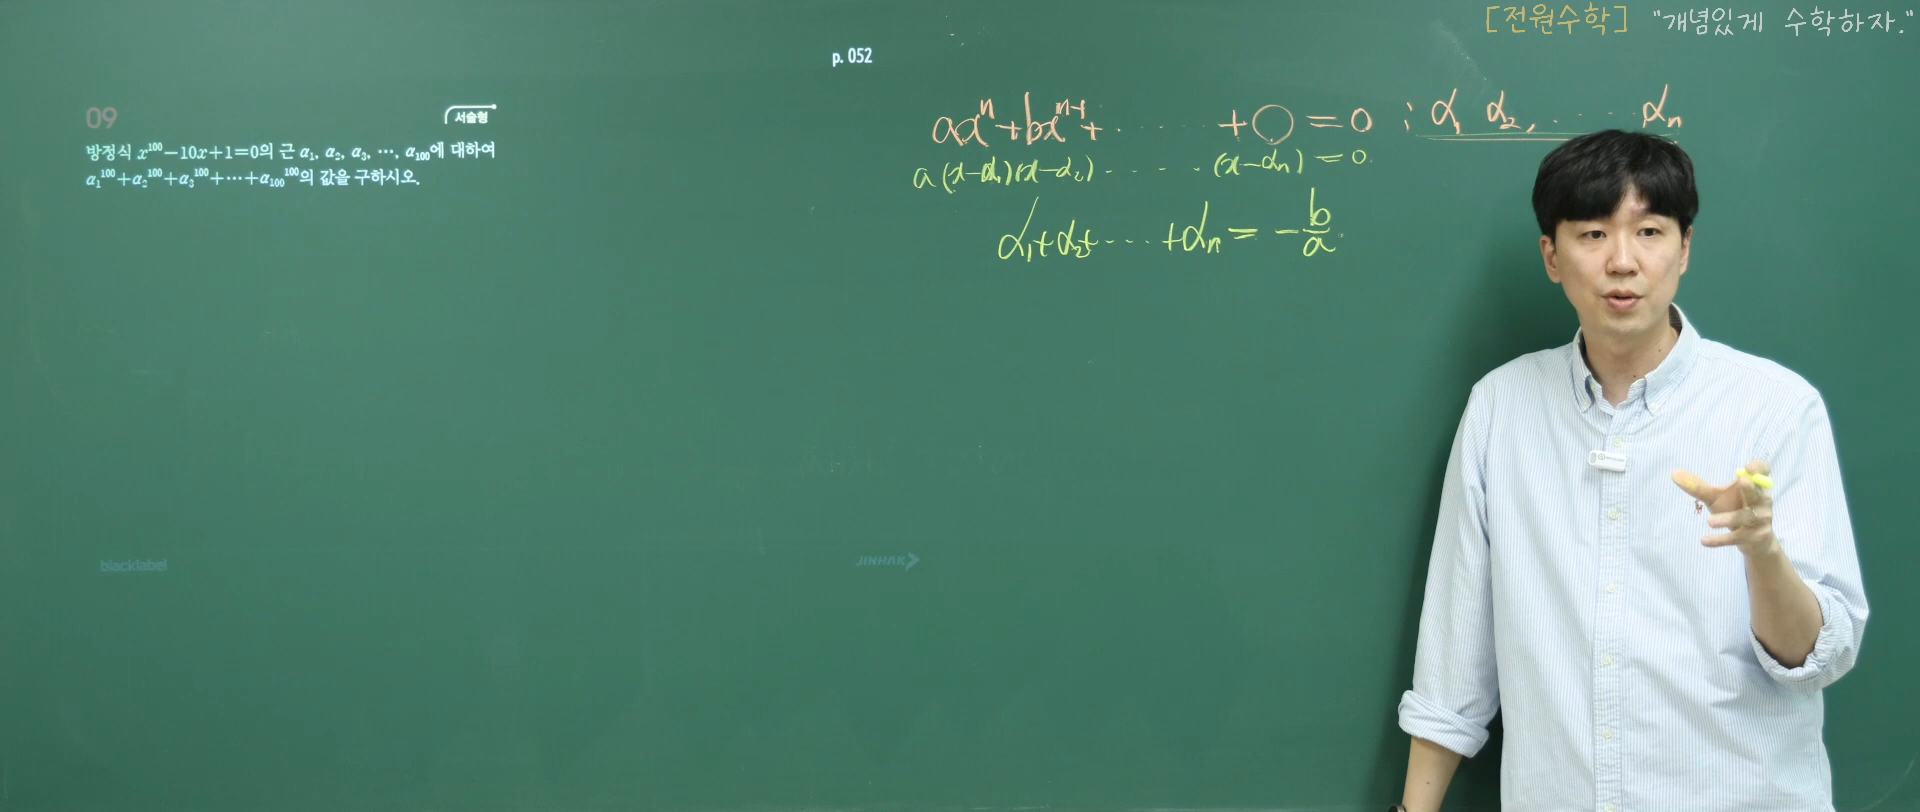 [전원수학] "개념있게 수학하자."
p. 052
09
서술형
방정식 x¹⁰⁰−10x+1=0의 근 α₁, α₂, α₃, ⋯, α₁₀₀에 대하여
α₁¹⁰⁰+α₂¹⁰⁰+α₃¹⁰⁰+⋯+α₁₀₀¹⁰⁰의 값을 구하시오.
axⁿ+bxⁿ⁻¹+ ⋯⋯ +○=0 ; α₁ α₂, ⋯⋯ αₙ
a(x−α₁)(x−α₂) ⋯⋯ (x−αₙ)=0.
α₁+α₂+⋯+αₙ = −b/a.
blacklabel
JINHAK